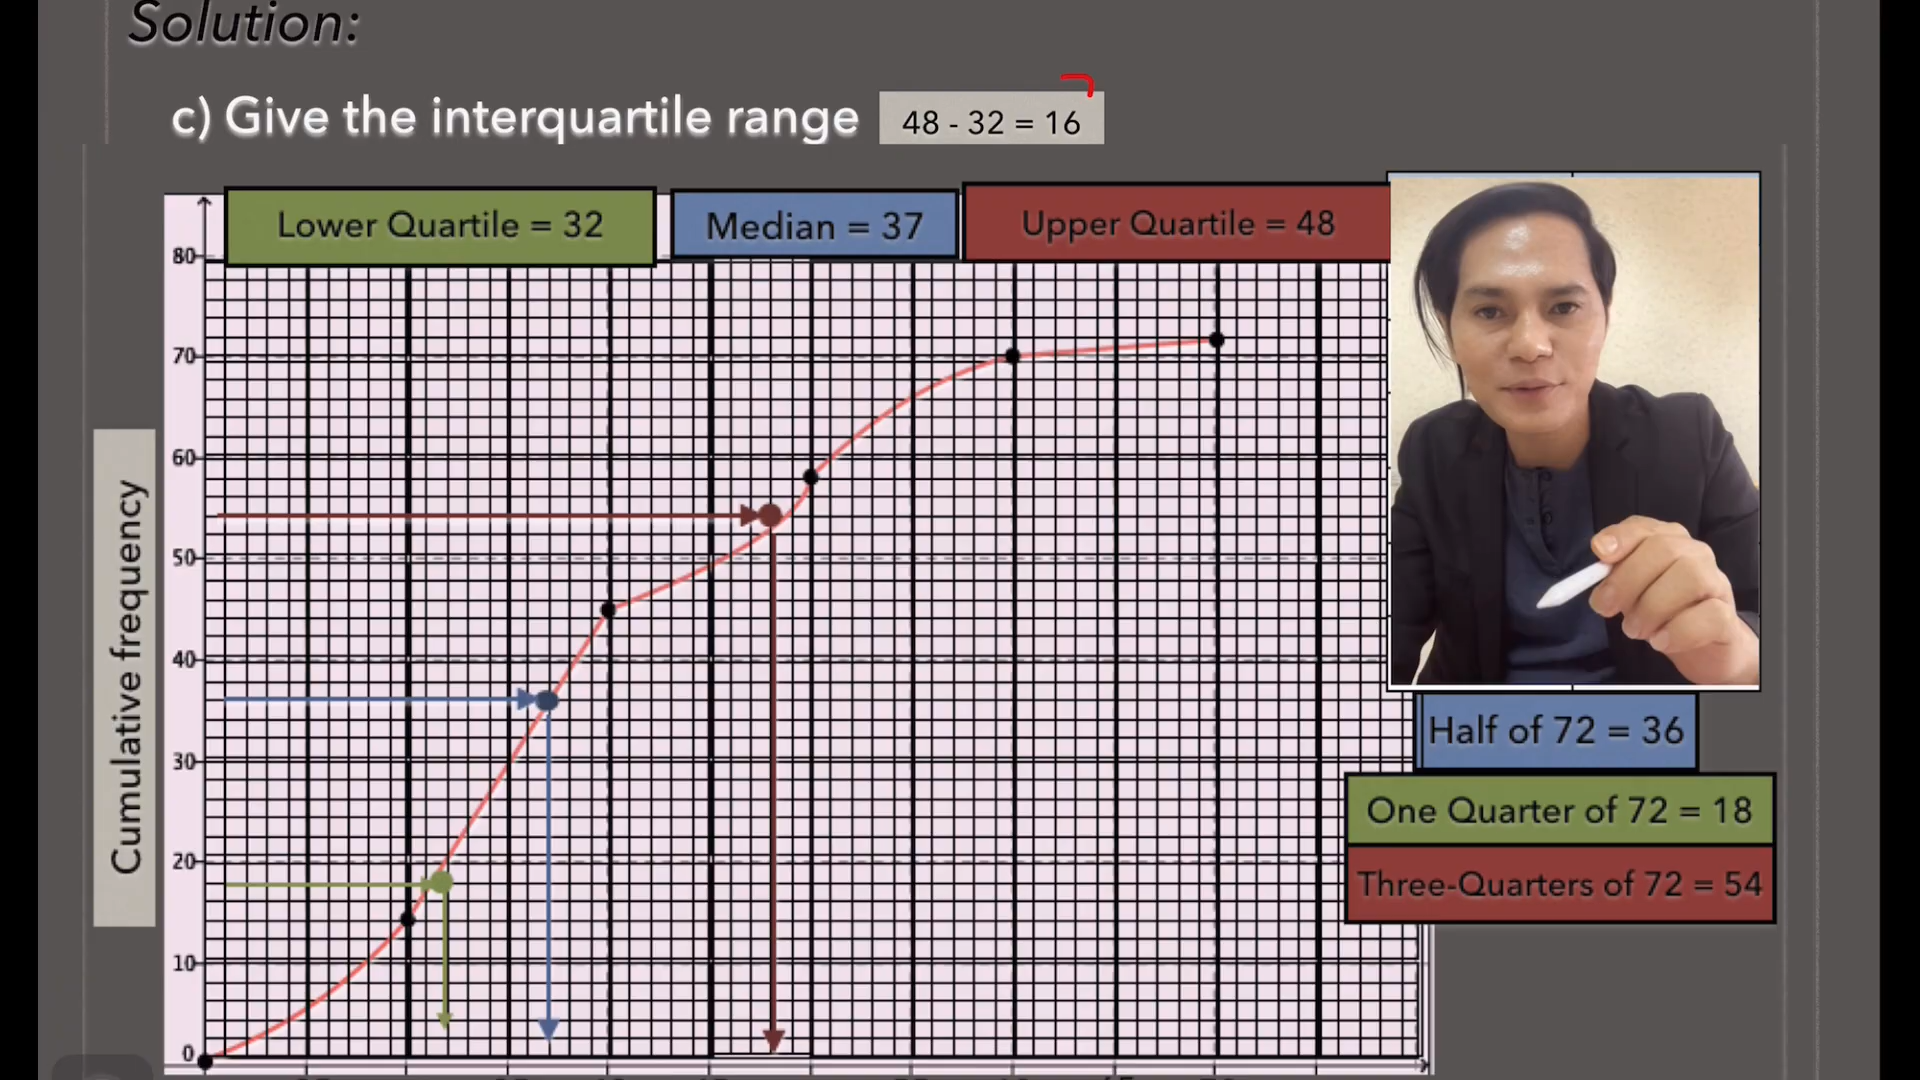 Solution:
c) Give the interquartile range
48 - 32 = 16
Lower Quartile = 32
Median = 37
Upper Quartile = 48
80
70
60
50
40
30
20
10
0
Cumulative frequency
Half of 72 = 36
One Quarter of 72 = 18
Three-Quarters of 72 = 54